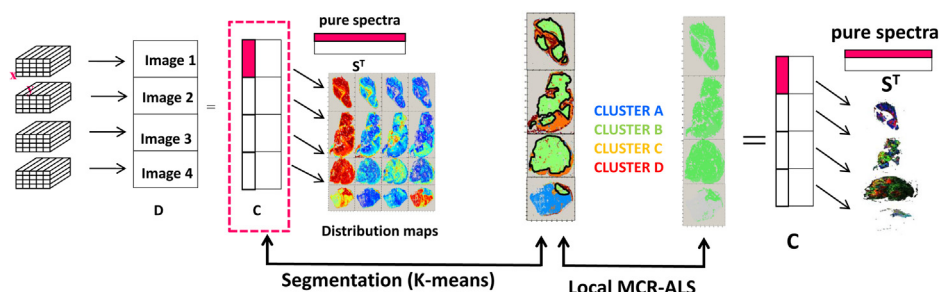 pure spectra
S^T
x
Y
Image 1
Image 2
Image 3
Image 4
=
D
C
Distribution maps
Segmentation (K-means)
CLUSTER A
CLUSTER B
CLUSTER C
CLUSTER D
Local MCR-ALS
=
pure spectra
S^T
C